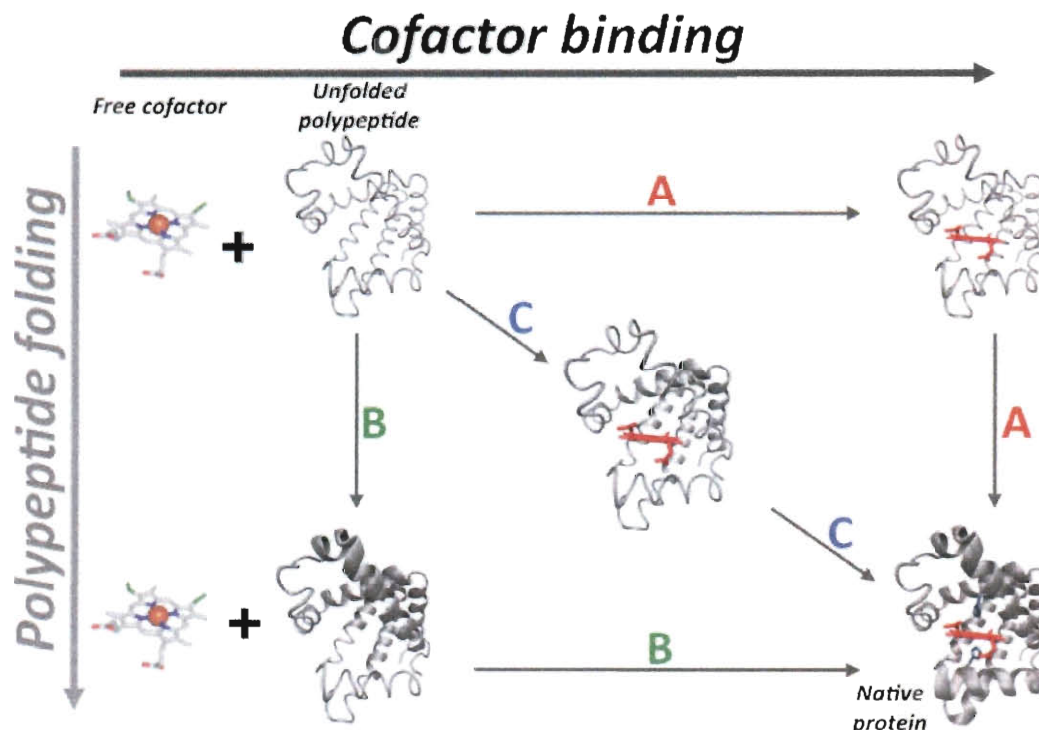 Cofactor binding
Free cofactor
Unfolded
polypeptide
Polypeptide folding
+
A
C
B
A
C
+
B
Native
protein